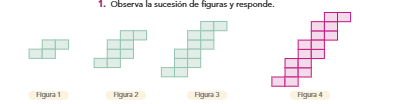 1. Observa la sucesión de figuras y responde.
Figura 1
Figura 2
Figura 3
Figura 4